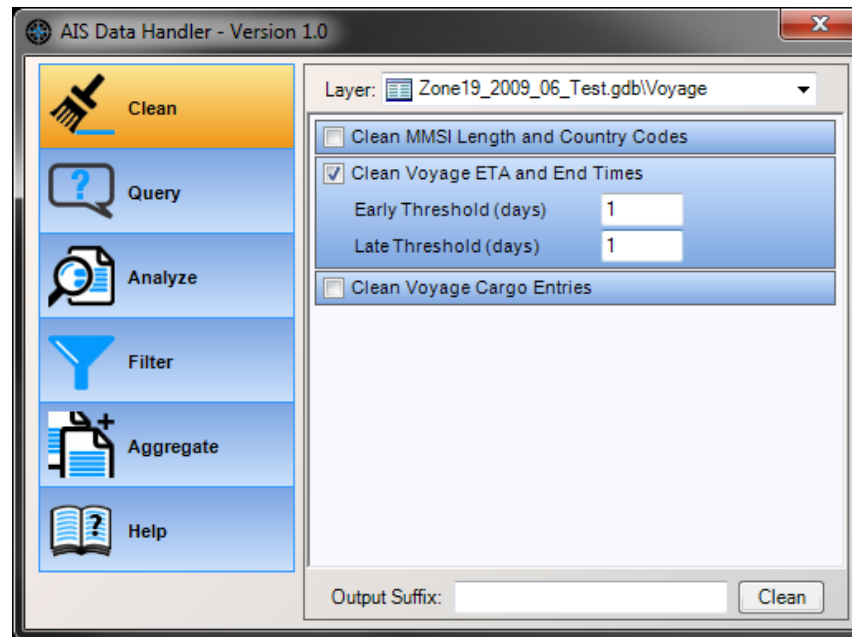 AIS Data Handler - Version 1.0
Clean
Query
Analyze
Filter
Aggregate
Help
Layer: Zone19_2009_06_Test.gdb\Voyage
Clean MMSI Length and Country Codes
Clean Voyage ETA and End Times
Early Threshold (days) 1
Late Threshold (days) 1
Clean Voyage Cargo Entries
Output Suffix: Clean